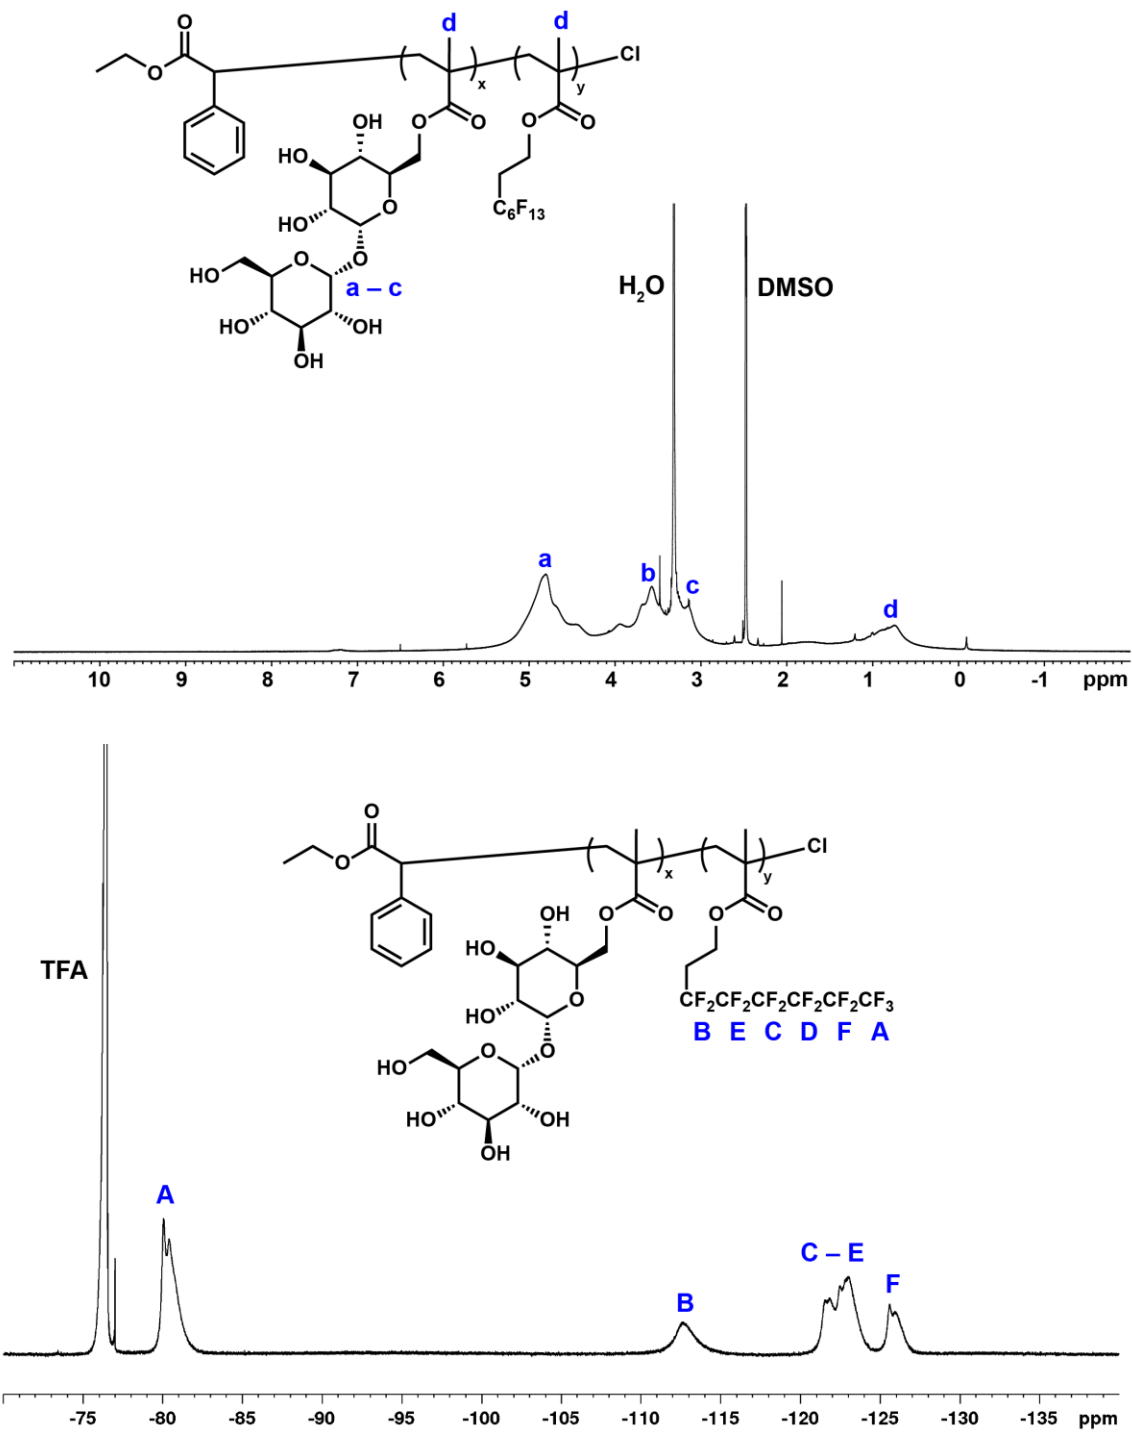 d d
O
O
Cl
x y
OH O O O O
HO
C₆F₁₃
HO O
O O
HO a – c
HO OH
OH
H₂O DMSO
a b c d
10 9 8 7 6 5 4 3 2 1 0 -1 ppm
O
O
Cl
x y
OH O O O O
HO
TFA
CF₂CF₂CF₂CF₂CF₂CF₃
HO O
B E C D F A
O O
HO
HO OH
OH
A
C – E
F
B
-75 -80 -85 -90 -95 -100 -105 -110 -115 -120 -125 -130 -135 ppm